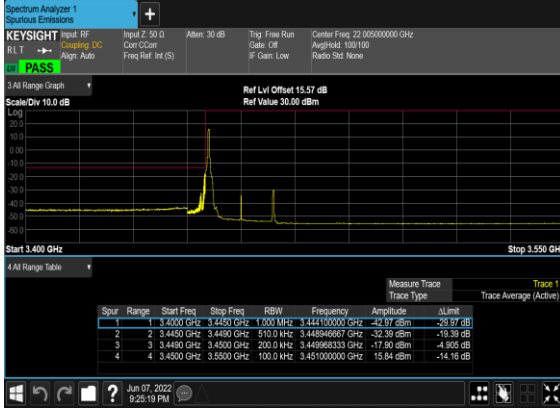 Spectrum Analyzer 1
Spurious Emissions
KEYSIGHT Input: RF Input Z: 50 Ω Atten: 30 dB Trig: Free Run Center Freq: 22.005000000 GHz
RLT Coupling: DC Corr CCorr Gate: Off Avg|Hold: 100/100
Align: Auto Freq Ref: Int (S) IF Gain: Low Radio Std: None
LXI PASS
3 All Range Graph
Ref Lvl Offset 15.57 dB
Scale/Div 10.0 dB Ref Value 30.00 dBm
Log
20.0
10.0
0.00
-10.0
-20.0
-30.0
-40.0
-50.0
-60.0
Start 3.400 GHz Stop 3.550 GH
4 All Range Table
Measure Trace Trace 1
Trace Type Trace Average (Active)
Spur Range Start Freq Stop Freq RBW Frequency Amplitude ΔLimit
1 1 3.4000 GHz 3.4450 GHz 1.000 MHz 3.444100000 GHz -42.97 dBm -29.97 dB
2 2 3.4450 GHz 3.4490 GHz 510.0 kHz 3.448946667 GHz -32.39 dBm -19.39 dB
3 3 3.4490 GHz 3.4500 GHz 200.0 kHz 3.449968333 GHz -17.90 dBm -4.905 dB
4 4 3.4500 GHz 3.5500 GHz 100.0 kHz 3.451000000 GHz 15.84 dBm -14.16 dB
Jun 07, 2022
9:25:19 PM